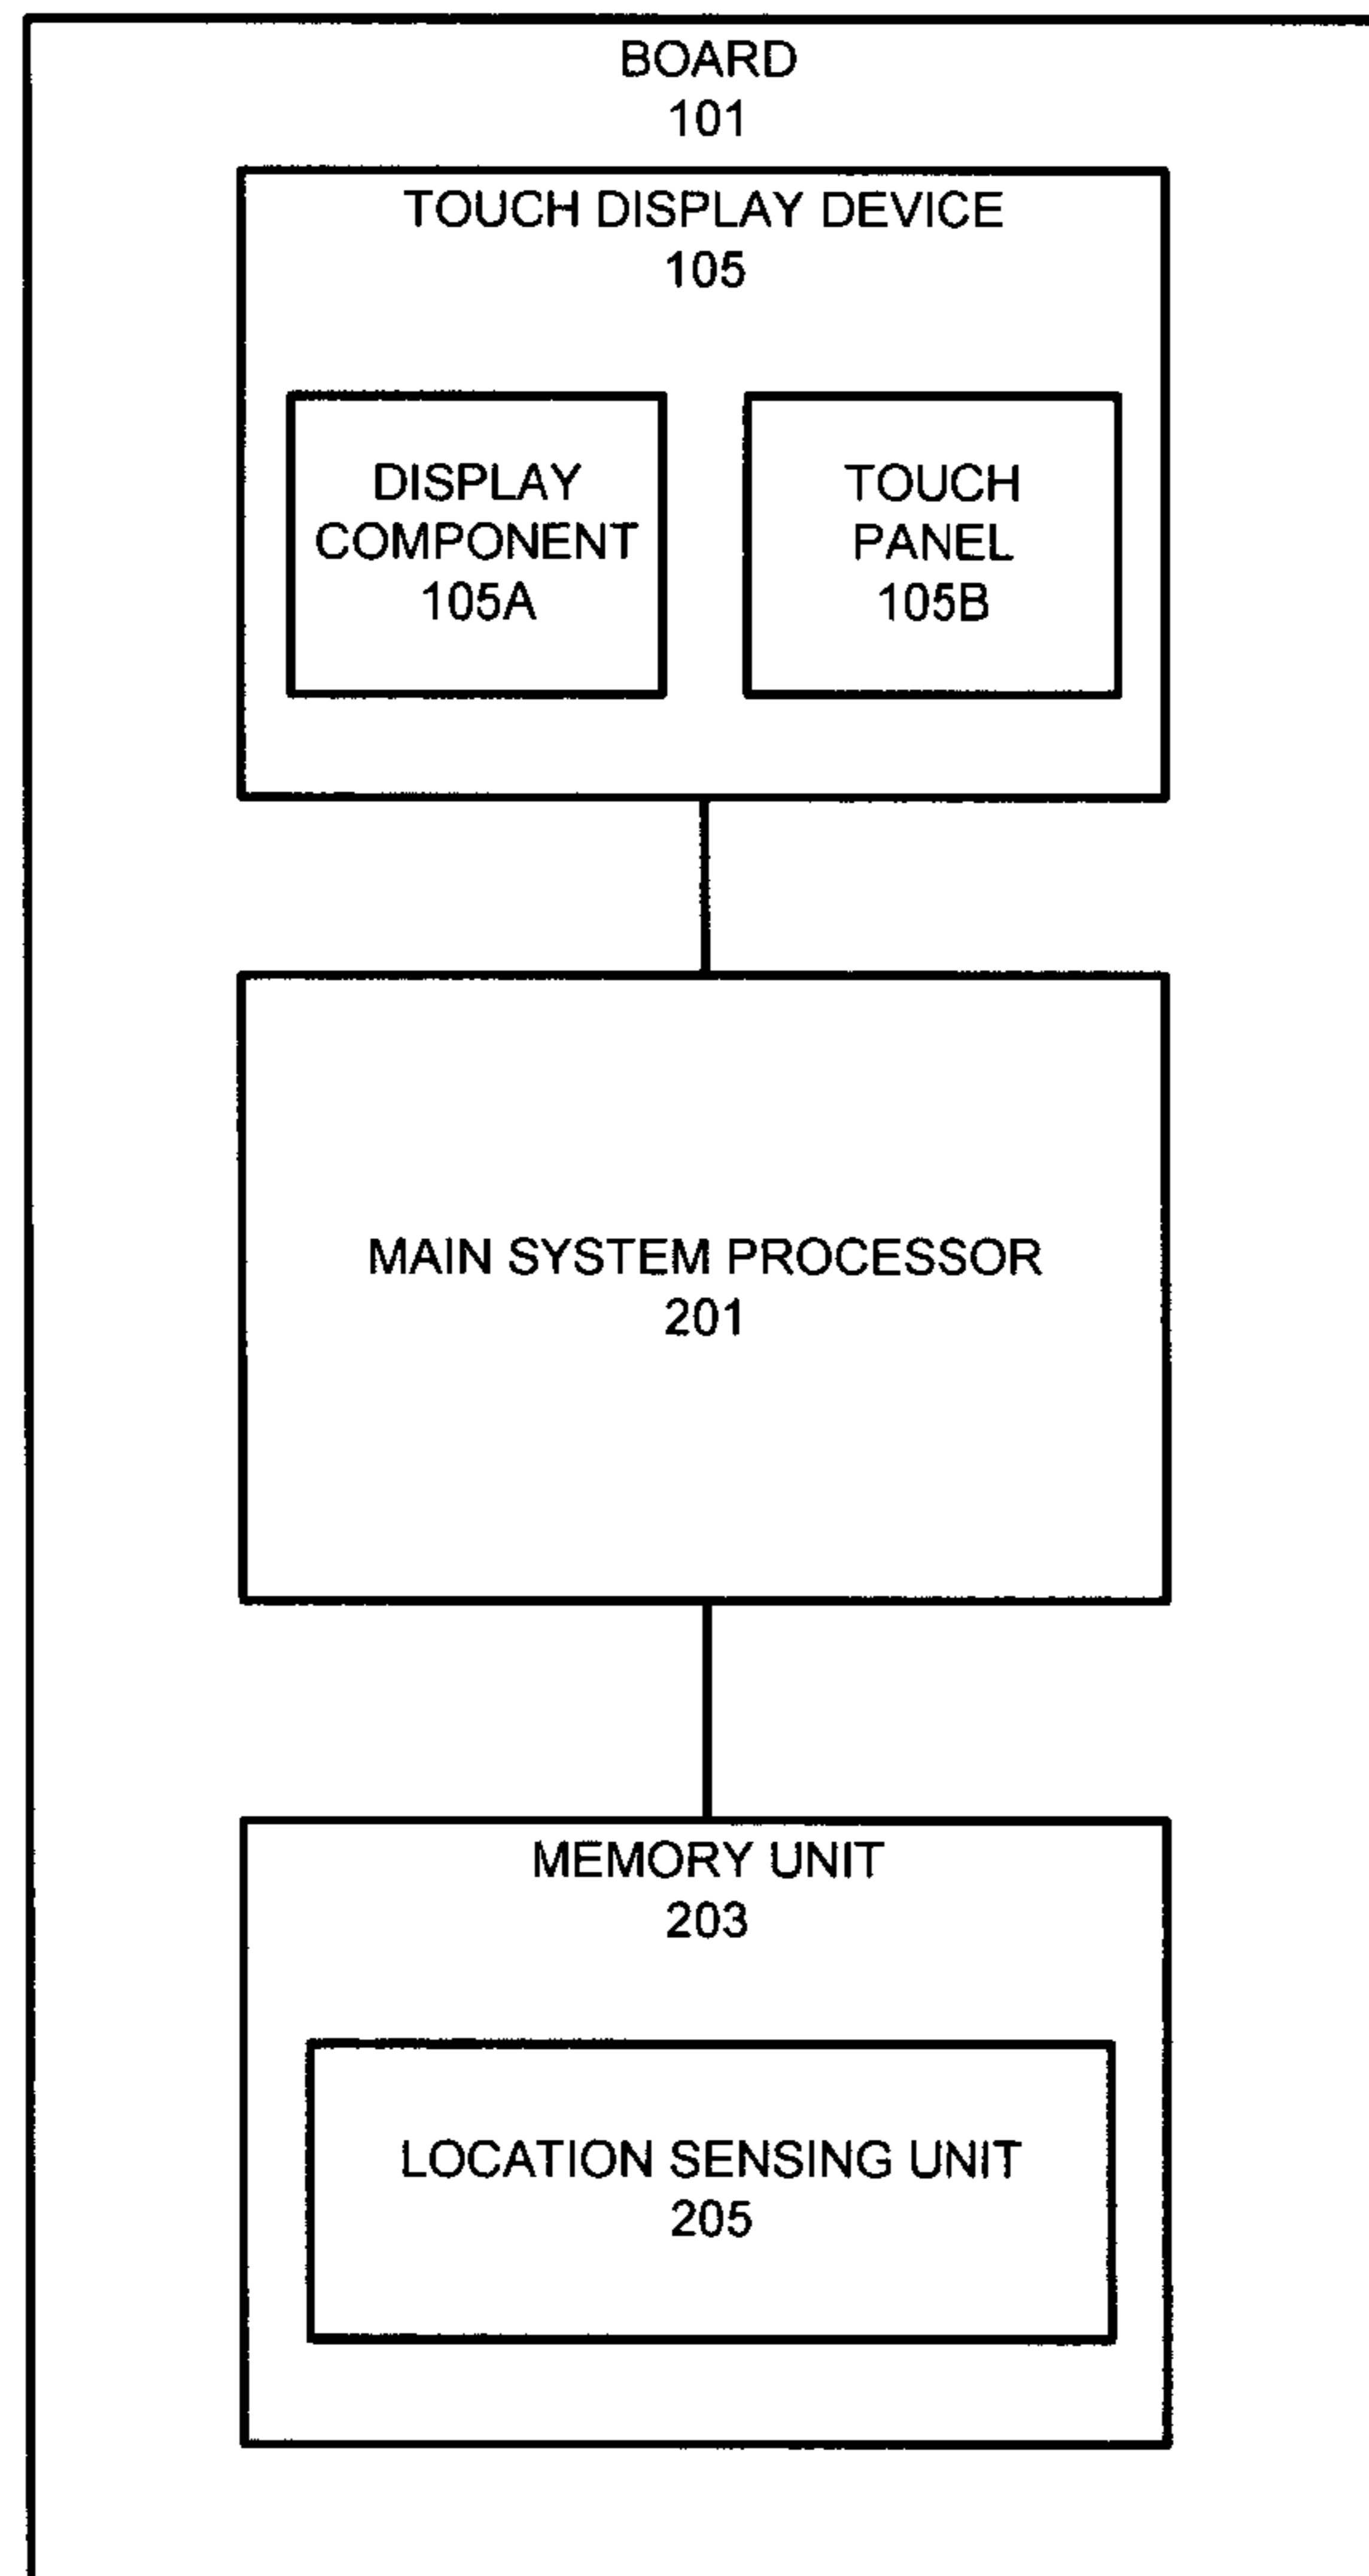 BOARD
101
TOUCH DISPLAY DEVICE
105
DISPLAY
COMPONENT
105A
TOUCH
PANEL
105B
MAIN SYSTEM PROCESSOR
201
MEMORY UNIT
203
LOCATION SENSING UNIT
205